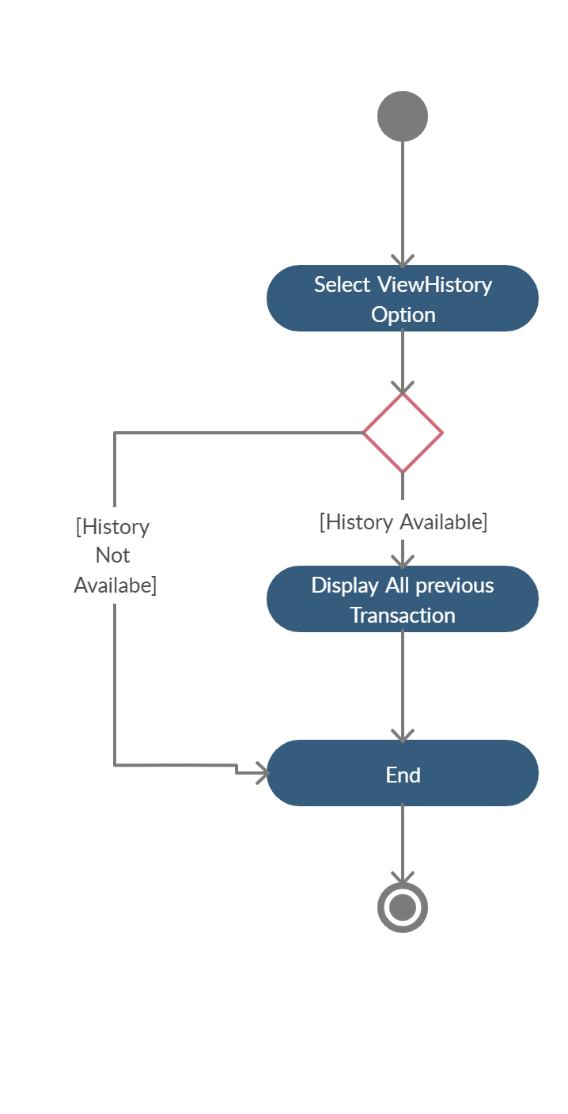 Select ViewHistory
Option
[History
Not
Availabe]
[History Available]
Display All previous
Transaction
End